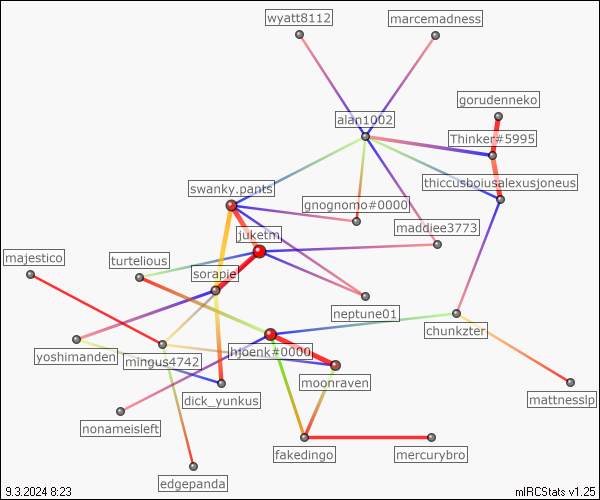 wyatt8112
marcemadness
gorudenneko
alan1002
Thinker#5995
thiccusboiusalexusjoneus
swanky.pants
gnognomo#0000
maddiee3773
juketm
majestico
turtelious
sorapie
neptune01
chunkzter
yoshimanden
mingus4742
hjoenk#0000
moonraven
dick_yunkus
mattnesslp
nonameisleft
fakedingo
mercurybro
edgepanda
9.3.2024 8:23
mIRCStats v1.25